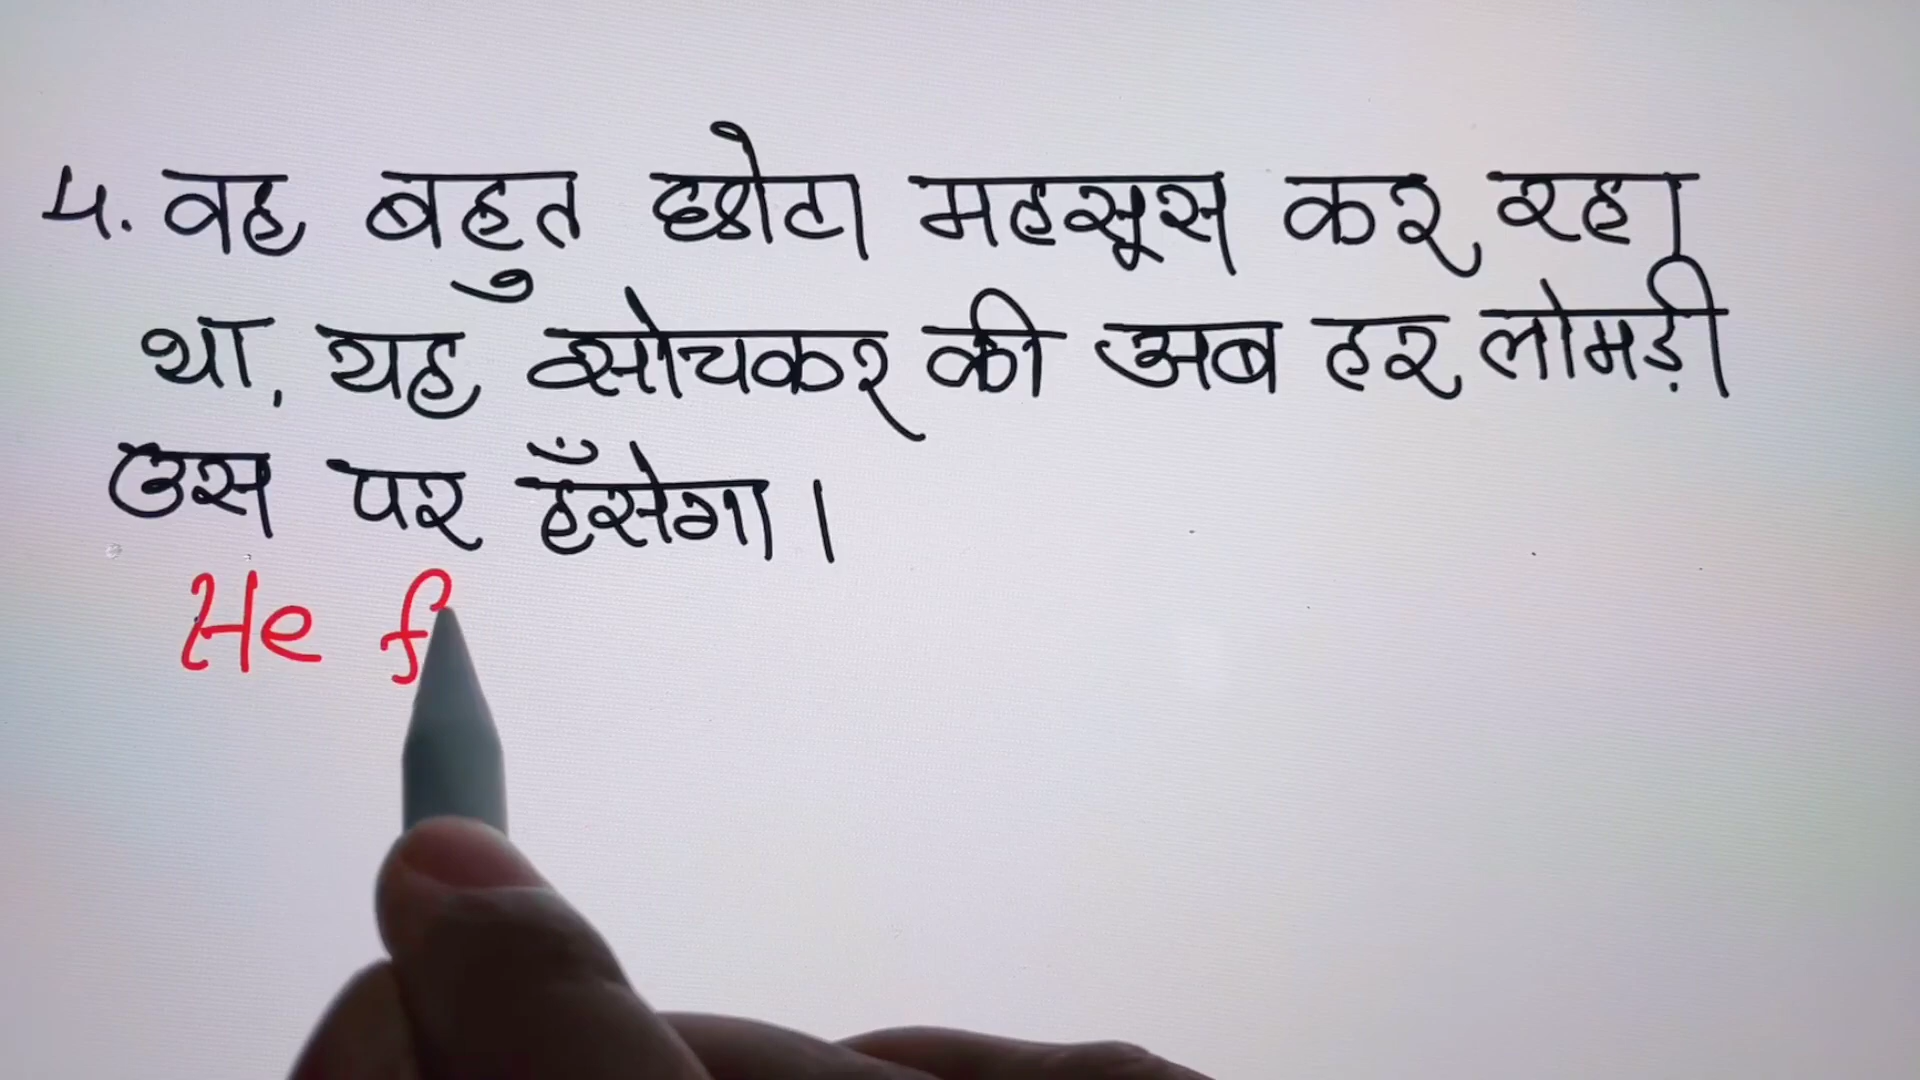 4. वह बहुत छोटा महसूस कर रहा
था, यह सोचकर की अब हर लोमड़ी
उस पर हँसेगा।
He f